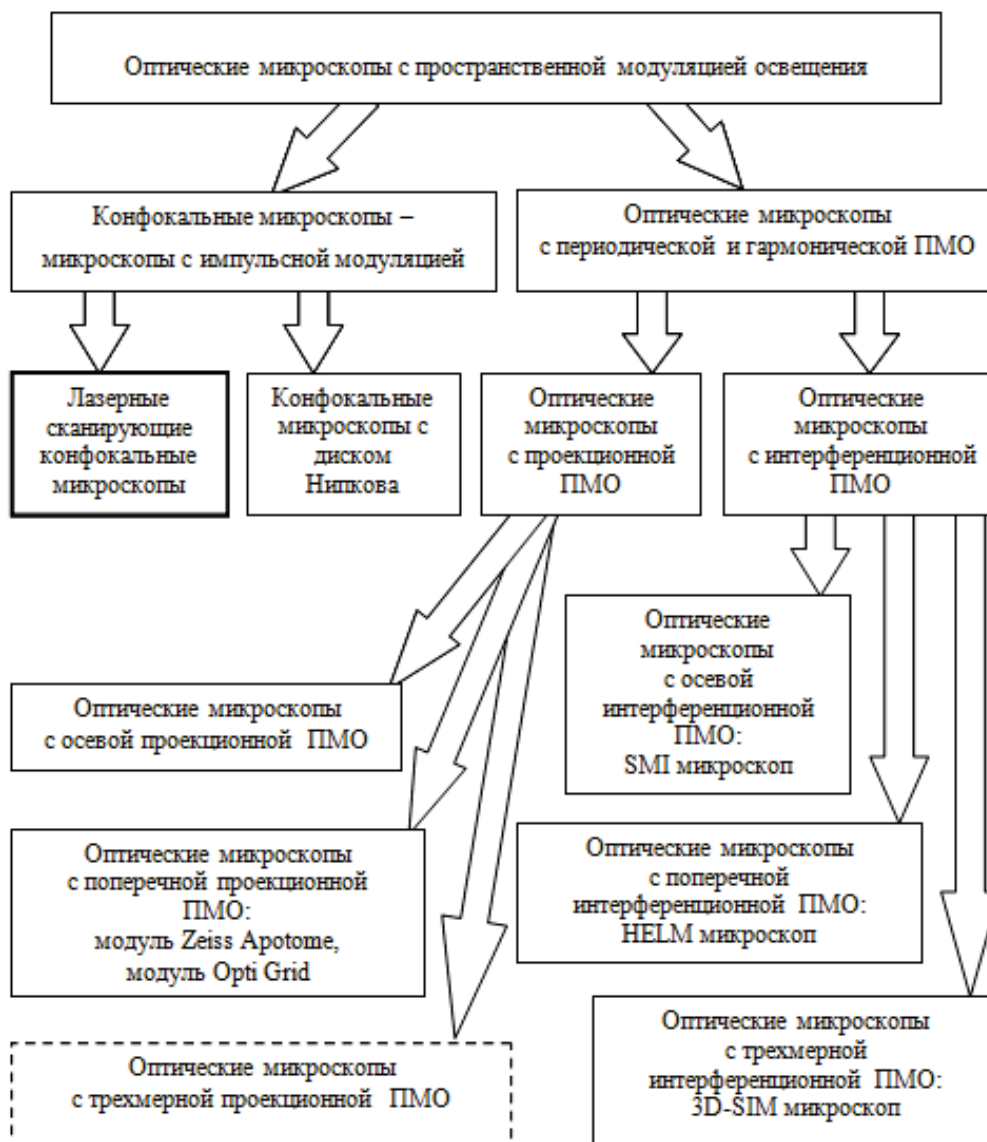 Оптические микроскопы с пространственной модуляцией освещения
Конфокальные микроскопы –
микроскопы с импульсной модуляцией
Оптические микроскопы
с периодической и гармонической ПМО
Лазерные
сканирующие
конфокальные
микроскопы
Конфокальные
микроскопы с
диском
Нипкова
Оптические
микроскопы
с проекционной
ПМО
Оптические
микроскопы
с интерференционной
ПМО
Оптические
микроскопы
с осевой
интерференционной
ПМО:
SMI микроскоп
Оптические микроскопы
с осевой проекционной ПМО
Оптические микроскопы
с поперечной проекционной
ПМО:
модуль Zeiss Apotome,
модуль Opti Grid
Оптические микроскопы
с поперечной
интерференционной ПМО:
HELM микроскоп
Оптические микроскопы
с трехмерной проекционной ПМО
Оптические микроскопы
с трехмерной
интерференционной ПМО:
3D-SIM микроскоп